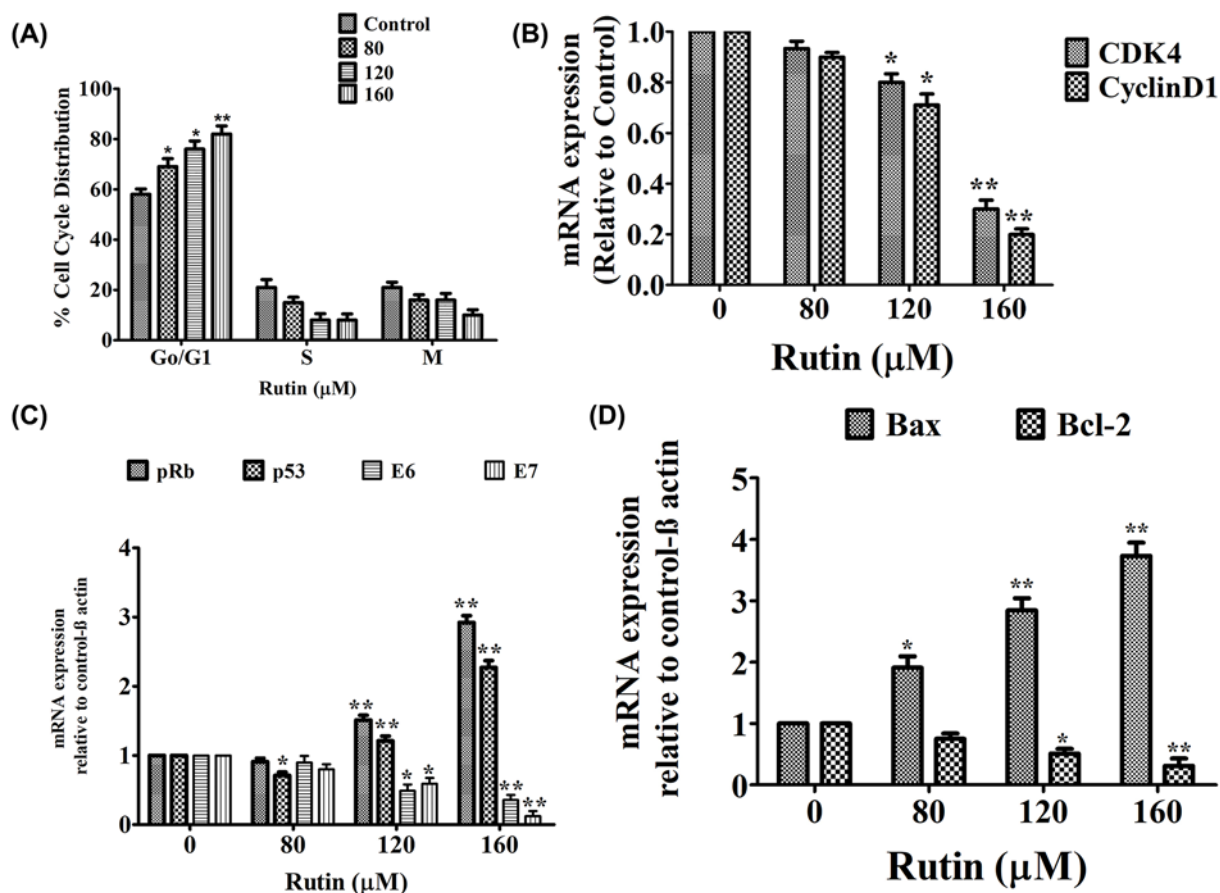 (A)
Control
80
120
160
% Cell Cycle Distribution
100
80
60
40
20
0
*
*
**
Go/G1
S
M
Rutin (µM)
(B)
mRNA expression
(Relative to Control)
1.0
0.8
0.6
0.4
0.2
0.0
CDK4
CyclinD1
*
*
**
**
0
80
120
160
Rutin (µM)
(C)
pRb
p53
E6
E7
mRNA expression
relative to control-ß actin
4
3
2
1
0
*
**
**
*
*
**
**
**
**
0
80
120
160
Rutin (µM)
(D)
Bax
Bcl-2
mRNA expression
relative to control-ß actin
5
4
3
2
1
0
*
**
*
**
**
0
80
120
160
Rutin (µM)